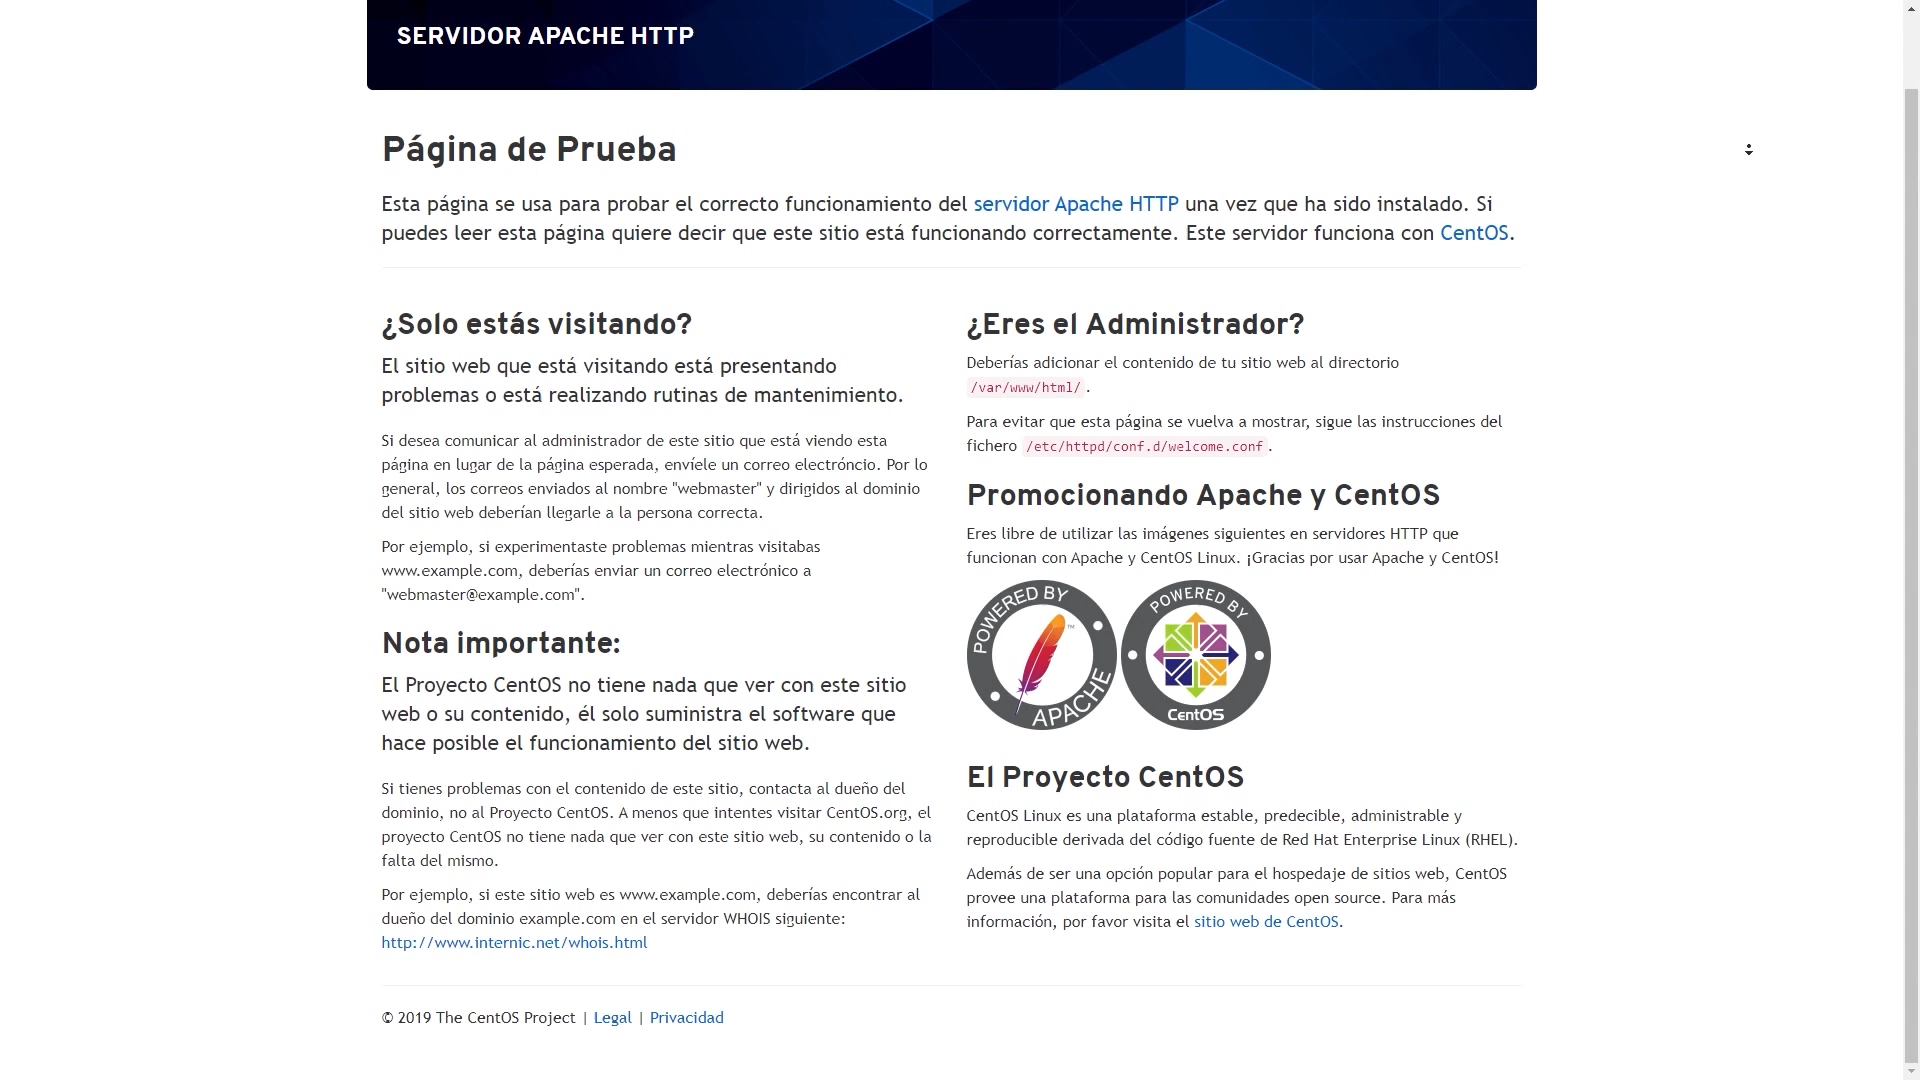 SERVIDOR APACHE HTTP
Página de Prueba
Esta página se usa para probar el correcto funcionamiento del servidor Apache HTTP una vez que ha sido instalado. Si
puedes leer esta página quiere decir que este sitio está funcionando correctamente. Este servidor funciona con CentOS.
¿Solo estás visitando?
El sitio web que está visitando está presentando
problemas o está realizando rutinas de mantenimiento.
Si desea comunicar al administrador de este sitio que está viendo esta
página en lugar de la página esperada, envíele un correo electróncio. Por lo
general, los correos enviados al nombre "webmaster" y dirigidos al dominio
del sitio web deberían llegarle a la persona correcta.
Por ejemplo, si experimentaste problemas mientras visitabas
www.example.com, deberías enviar un correo electrónico a
"webmaster@example.com".
Nota importante:
El Proyecto CentOS no tiene nada que ver con este sitio
web o su contenido, él solo suministra el software que
hace posible el funcionamiento del sitio web.
Si tienes problemas con el contenido de este sitio, contacta al dueño del
dominio, no al Proyecto CentOS. A menos que intentes visitar CentOS.org, el
proyecto CentOS no tiene nada que ver con este sitio web, su contenido o la
falta del mismo.
Por ejemplo, si este sitio web es www.example.com, deberías encontrar al
dueño del dominio example.com en el servidor WHOIS siguiente:
http://www.internic.net/whois.html
¿Eres el Administrador?
Deberías adicionar el contenido de tu sitio web al directorio
/var/www/html/.
Para evitar que esta página se vuelva a mostrar, sigue las instrucciones del
fichero /etc/httpd/conf.d/welcome.conf.
Promocionando Apache y CentOS
Eres libre de utilizar las imágenes siguientes en servidores HTTP que
funcionan con Apache y CentOS Linux. ¡Gracias por usar Apache y CentOS!
POWERED BY
APACHE
TM
POWERED BY
CentOS
El Proyecto CentOS
CentOS Linux es una plataforma estable, predecible, administrable y
reproducible derivada del código fuente de Red Hat Enterprise Linux (RHEL).
Además de ser una opción popular para el hospedaje de sitios web, CentOS
provee una plataforma para las comunidades open source. Para más
información, por favor visita el sitio web de CentOS.
© 2019 The CentOS Project | Legal | Privacidad